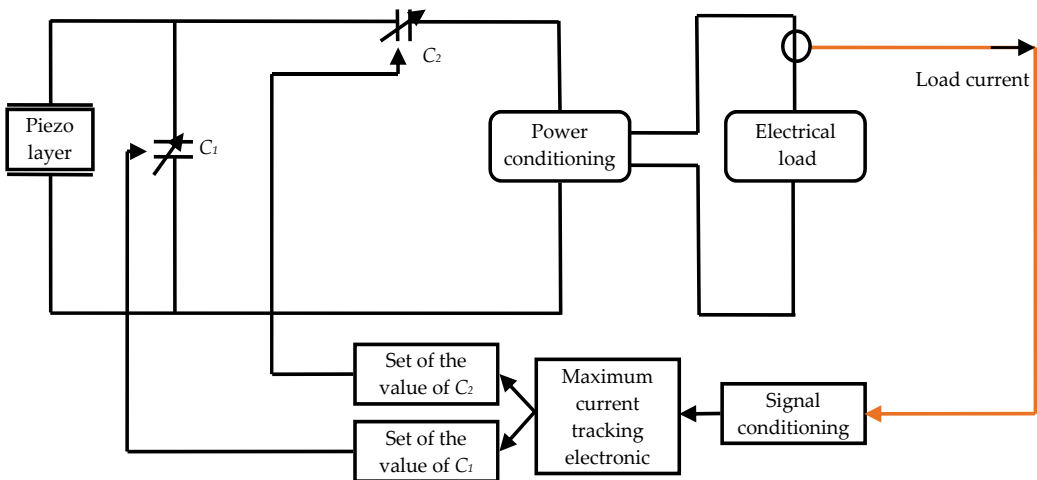 C2
Load current
Piezo
layer
C1
Power
conditioning
Electrical
load
Set of the
value of C2
Maximum
current
tracking
electronic
Signal
conditioning
Set of the
value of C1